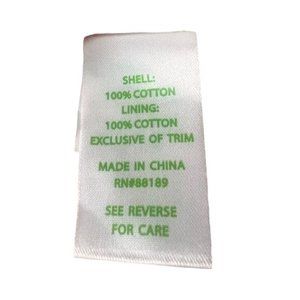 SHELL:
100% COTTON
LINING:
100% COTTON
EXCLUSIVE OF TRIM
MADE IN CHINA
RN#88189
SEE REVERSE
FOR CARE